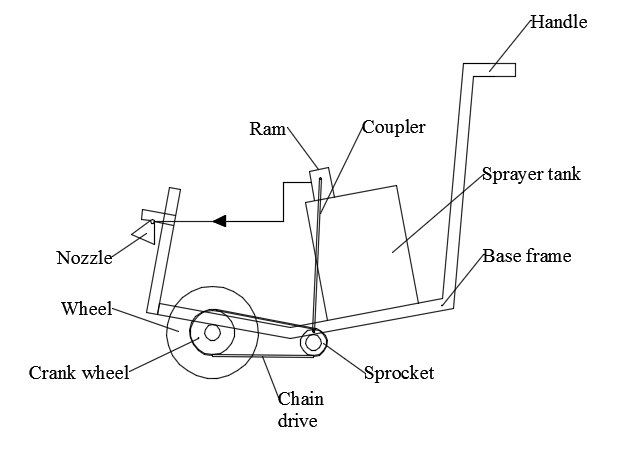 Handle
Ram
Coupler
Sprayer tank
Nozzle
Base frame
Wheel
Crank wheel
Sprocket
Chain
drive